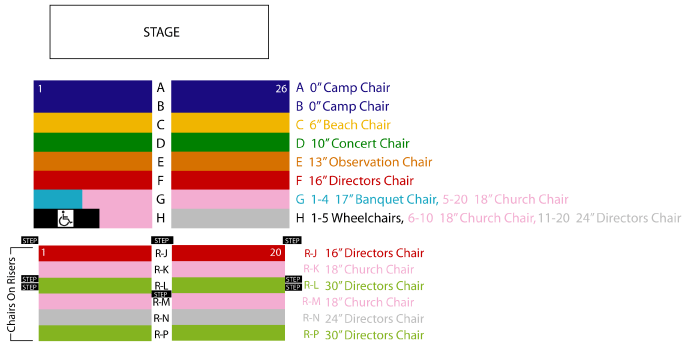 STAGE
1 A 26 A 0" Camp Chair
B B 0" Camp Chair
C C 6" Beach Chair
D D 10" Concert Chair
E E 13" Observation Chair
F F 16" Directors Chair
G G 1-4 17" Banquet Chair, 5-20 18" Church Chair
H H 1-5 Wheelchairs, 6-10 18" Church Chair, 11-20 24" Directors Chair
STEP STEP STEP
Chairs On Risers
1 R-J 20 R-J 16" Directors Chair
R-K R-K 18" Church Chair
STEP R-L STEP R-L 30" Directors Chair
STEP STEP STEP
R-M R-M 18" Church Chair
R-N R-N 24" Directors Chair
R-P R-P 30" Directors Chair